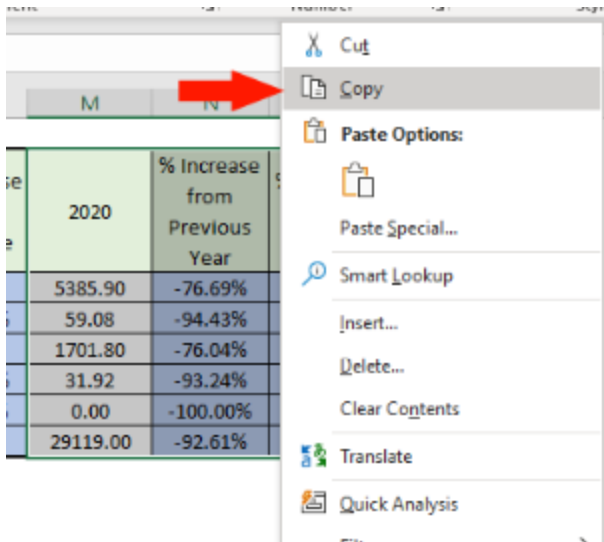 M N
% Increase
2020 from
Previous
Year
5385.90 -76.69%
59.08 -94.43%
1701.80 -76.04%
31.92 -93.24%
0.00 -100.00%
29119.00 -92.61%
Cut
Copy
Paste Options:
Paste Special...
Smart Lookup
Insert...
Delete...
Clear Contents
Translate
Quick Analysis